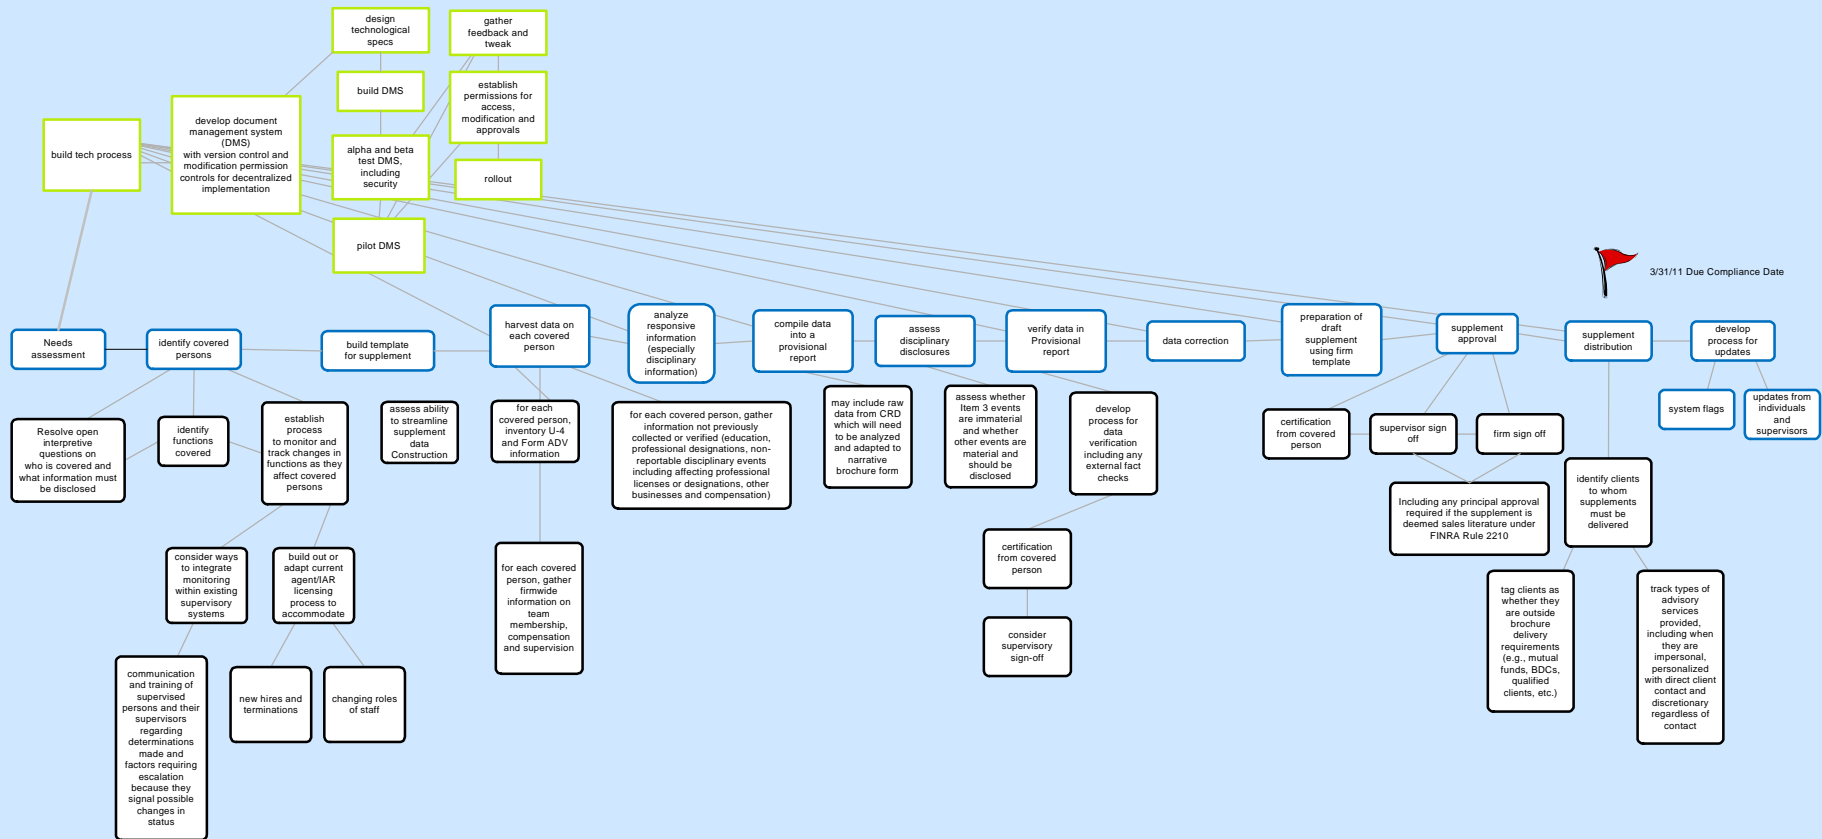 design
technological
specs
gather
feedback and
tweak
build DMS
establish
permissions for
access,
modification and
approvals
build tech process
develop document
management system
(DMS)
with version control and
modification permission
controls for decentralized
implementation
alpha and beta
test DMS,
including
security
rollout
pilot DMS
3/31/11 Due Compliance Date
Needs
assessment
identify covered
persons
build template
for supplement
harvest data on
each covered
person
analyze
responsive
information
(especially
disciplinary
information)
compile data
into a
provisional
report
assess
disciplinary
disclosures
verify data in
Provisional
report
data correction
preparation of
draft
supplement
using firm
template
supplement
approval
supplement
distribution
develop
process for
updates
Resolve open
interpretive
questions on
who is covered and
what information must
be disclosed
identify
functions
covered
establish
process
to monitor and
track changes in
functions as they
affect covered
persons
assess ability
to streamline
supplement
data
Construction
for each
covered person,
inventory U-4
and Form ADV
information
for each covered person, gather
information not previously
collected or verified (education,
professional designations, non-
reportable disciplinary events
including affecting professional
licenses or designations, other
businesses and compensation)
may include raw
data from CRD
which will need
to be analyzed
and adapted to
narrative
brochure form
assess whether
Item 3 events
are immaterial
and whether
other events are
material and
should be
disclosed
develop
process for
data
verification
including any
external fact
checks
certification
from covered
person
supervisor sign
off
firm sign off
system flags
updates from
individuals
and
supervisors
Including any principal approval
required if the supplement is
deemed sales literature under
FINRA Rule 2210
identify clients
to whom
supplements
must be
delivered
consider ways
to integrate
monitoring
within existing
supervisory
systems
build out or
adapt current
agent/IAR
licensing
process to
accommodate
for each covered
person, gather
firmwide
information on
team
membership,
compensation
and supervision
certification
from covered
person
consider
supervisory
sign-off
tag clients as
whether they
are outside
brochure
delivery
requirements
(e.g., mutual
funds, BDCs,
qualified
clients, etc.)
track types of
advisory
services
provided,
including when
they are
impersonal,
personalized
with direct client
contact and
discretionary
regardless of
contact
communication
and training of
supervised
persons and their
supervisors
regarding
determinations
made and
factors requiring
escalation
because they
signal possible
changes in
status
new hires and
terminations
changing roles
of staff